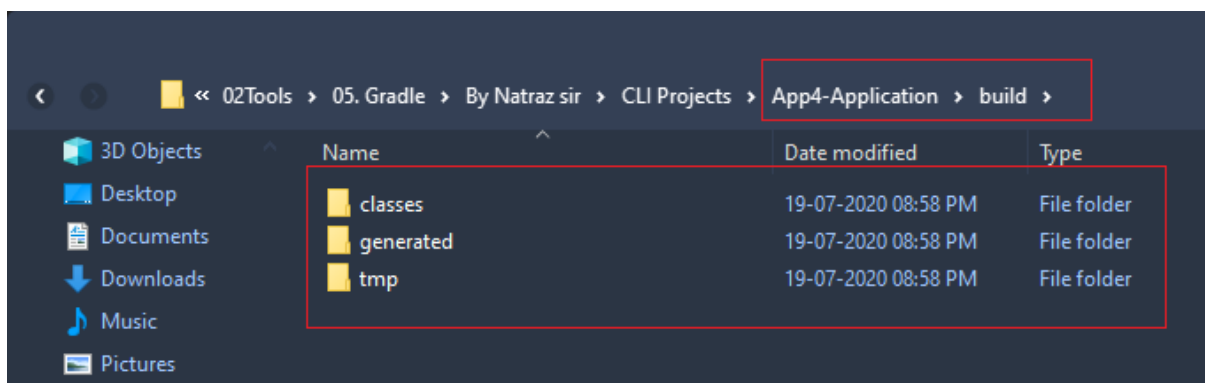 « 02Tools › 05. Gradle › By Natraz sir › CLI Projects › App4-Application › build ›
3D Objects Name Date modified Type
Desktop classes 19-07-2020 08:58 PM File folder
Documents generated 19-07-2020 08:58 PM File folder
Downloads tmp 19-07-2020 08:58 PM File folder
Music
Pictures